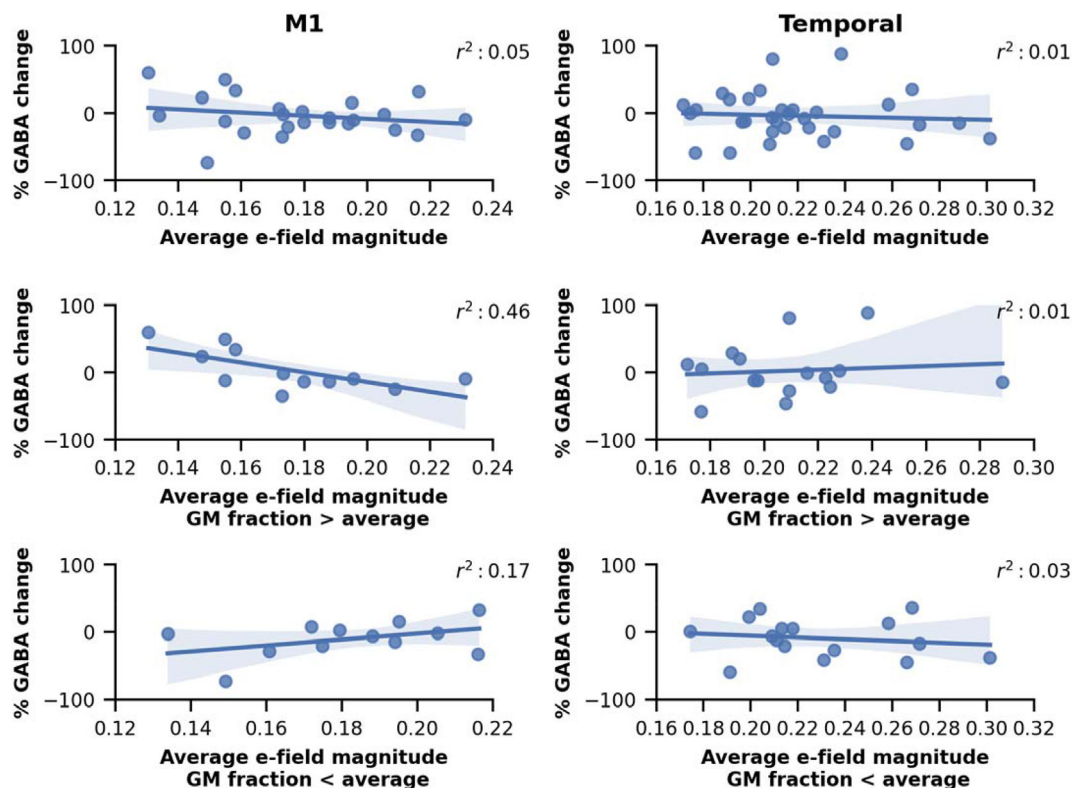 M1
% GABA change
100
0
−100
r² : 0.05
0.12 0.14 0.16 0.18 0.20 0.22 0.24
Average e-field magnitude
Temporal
% GABA change
100
0
−100
r² : 0.01
0.16 0.18 0.20 0.22 0.24 0.26 0.28 0.30 0.32
Average e-field magnitude
% GABA change
100
0
−100
r² : 0.46
0.12 0.14 0.16 0.18 0.20 0.22 0.24
Average e-field magnitude
GM fraction > average
% GABA change
100
0
−100
r² : 0.01
0.16 0.18 0.20 0.22 0.24 0.26 0.28 0.30
Average e-field magnitude
GM fraction > average
% GABA change
100
0
−100
r² : 0.17
0.12 0.14 0.16 0.18 0.20 0.22
Average e-field magnitude
GM fraction < average
% GABA change
100
0
−100
r² : 0.03
0.16 0.18 0.20 0.22 0.24 0.26 0.28 0.30 0.32
Average e-field magnitude
GM fraction < average